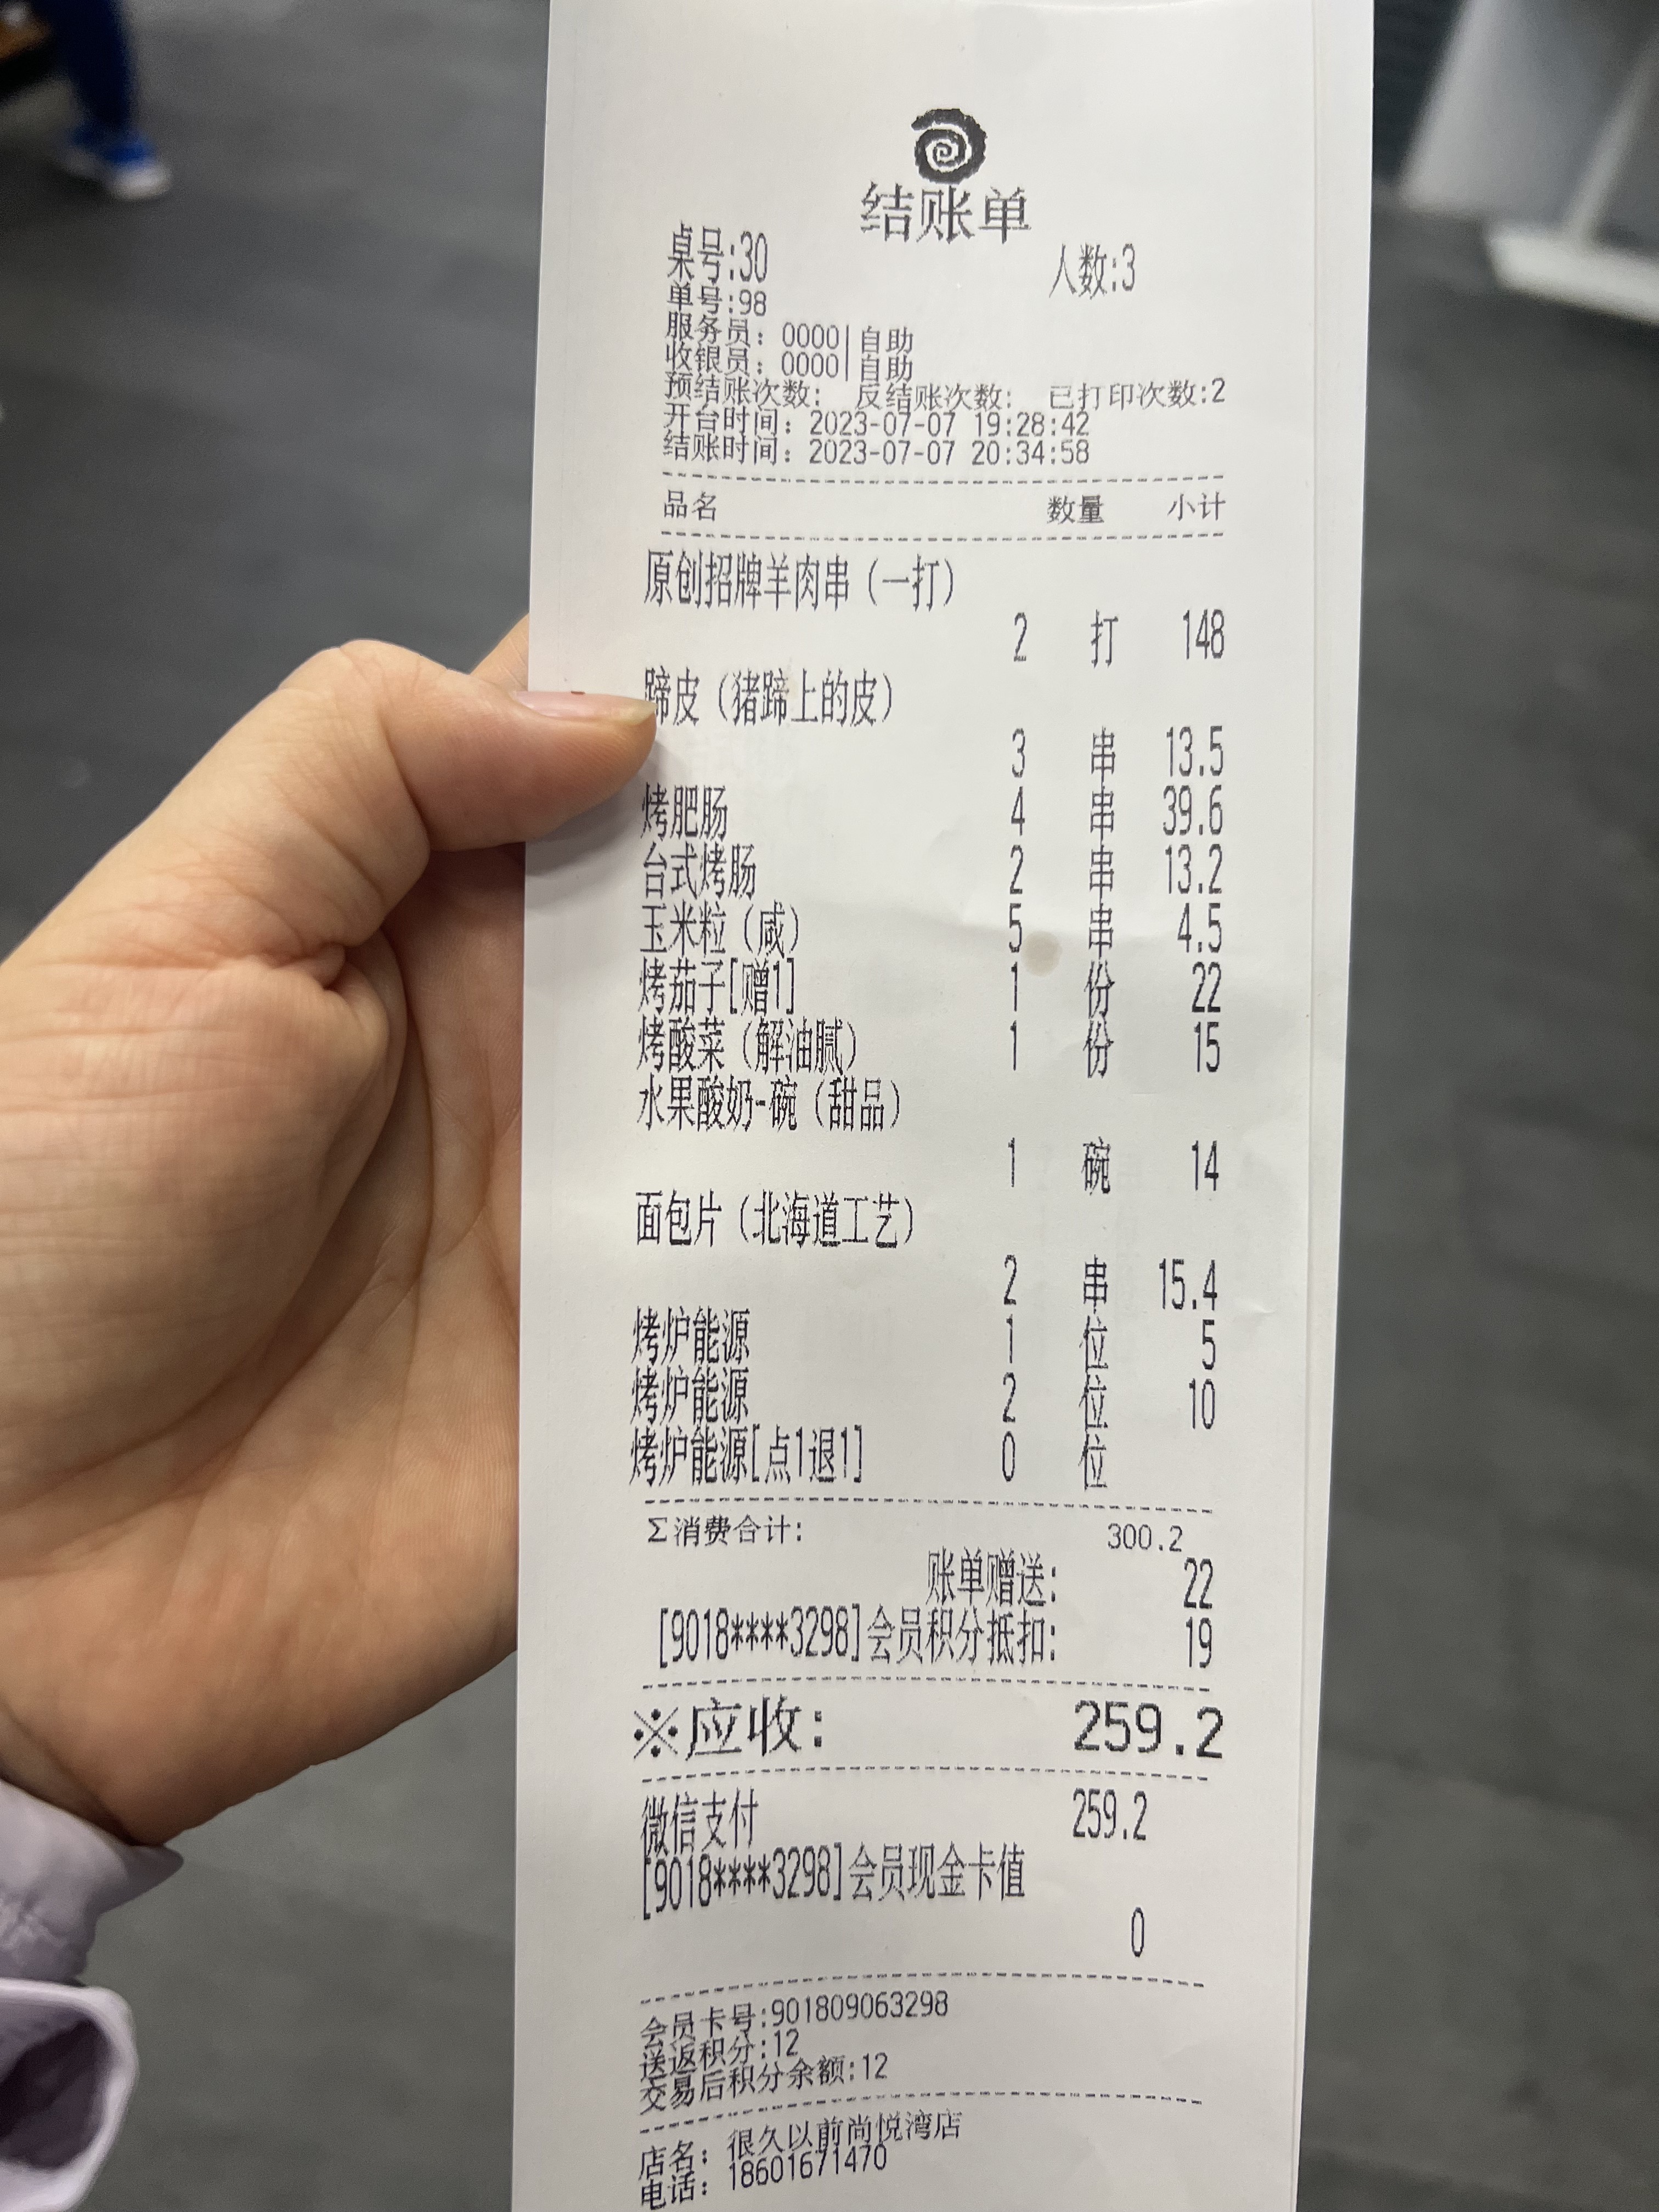 结账单
桌号:30 人数:3
单号:98
服务员：0000|自助
收银员：0000|自助
预结账次数： 反结账次数： 已打印次数:2
开台时间：2023-07-07 19:28:42
结账时间：2023-07-07 20:34:58
品名 数量 小计
原创招牌羊肉串（一打）
2 打 148
蹄皮（猪蹄上的皮）
3 串 13.5
烤肥肠 4 串 39.6
台式烤肠 2 串 13.2
玉米粒（咸） 5 串 4.5
烤茄子[赠1] 1 份 22
烤酸菜（解油腻） 1 份 15
水果酸奶-碗（甜品）
1 碗 14
面包片（北海道工艺）
2 串 15.4
烤炉能源 1 位 5
烤炉能源 2 位 10
烤炉能源[点1退1] 0 位
Σ消费合计: 300.2
账单赠送: 22
[9018****3298]会员积分抵扣: 19
※应收: 259.2
微信支付 259.2
[9018****3298]会员现金卡值
0
会员卡号:901809063298
送返积分:12
交易后积分余额:12
店名：很久以前尚悦湾店
电话：18601671470